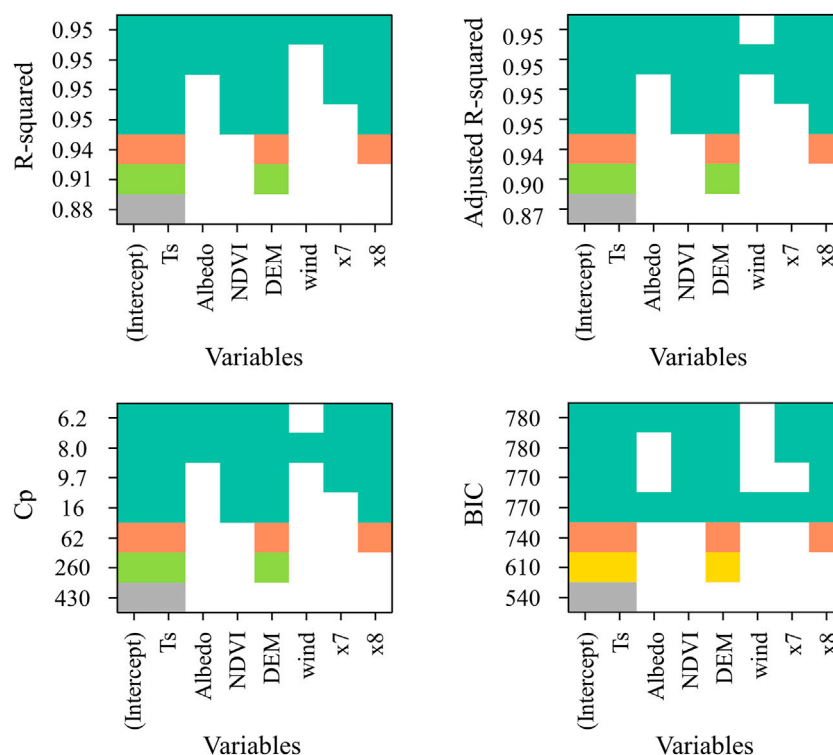 R-squared
0.95
0.95
0.95
0.95
0.94
0.91
0.88
(Intercept)
Ts
Albedo
NDVI
DEM
wind
x7
x8
Variables
Adjusted R-squared
0.95
0.95
0.95
0.95
0.94
0.90
0.87
(Intercept)
Ts
Albedo
NDVI
DEM
wind
x7
x8
Variables
Cp
6.2
8.0
9.7
16
62
260
430
(Intercept)
Ts
Albedo
NDVI
DEM
wind
x7
x8
Variables
BIC
780
780
770
770
740
610
540
(Intercept)
Ts
Albedo
NDVI
DEM
wind
x7
x8
Variables